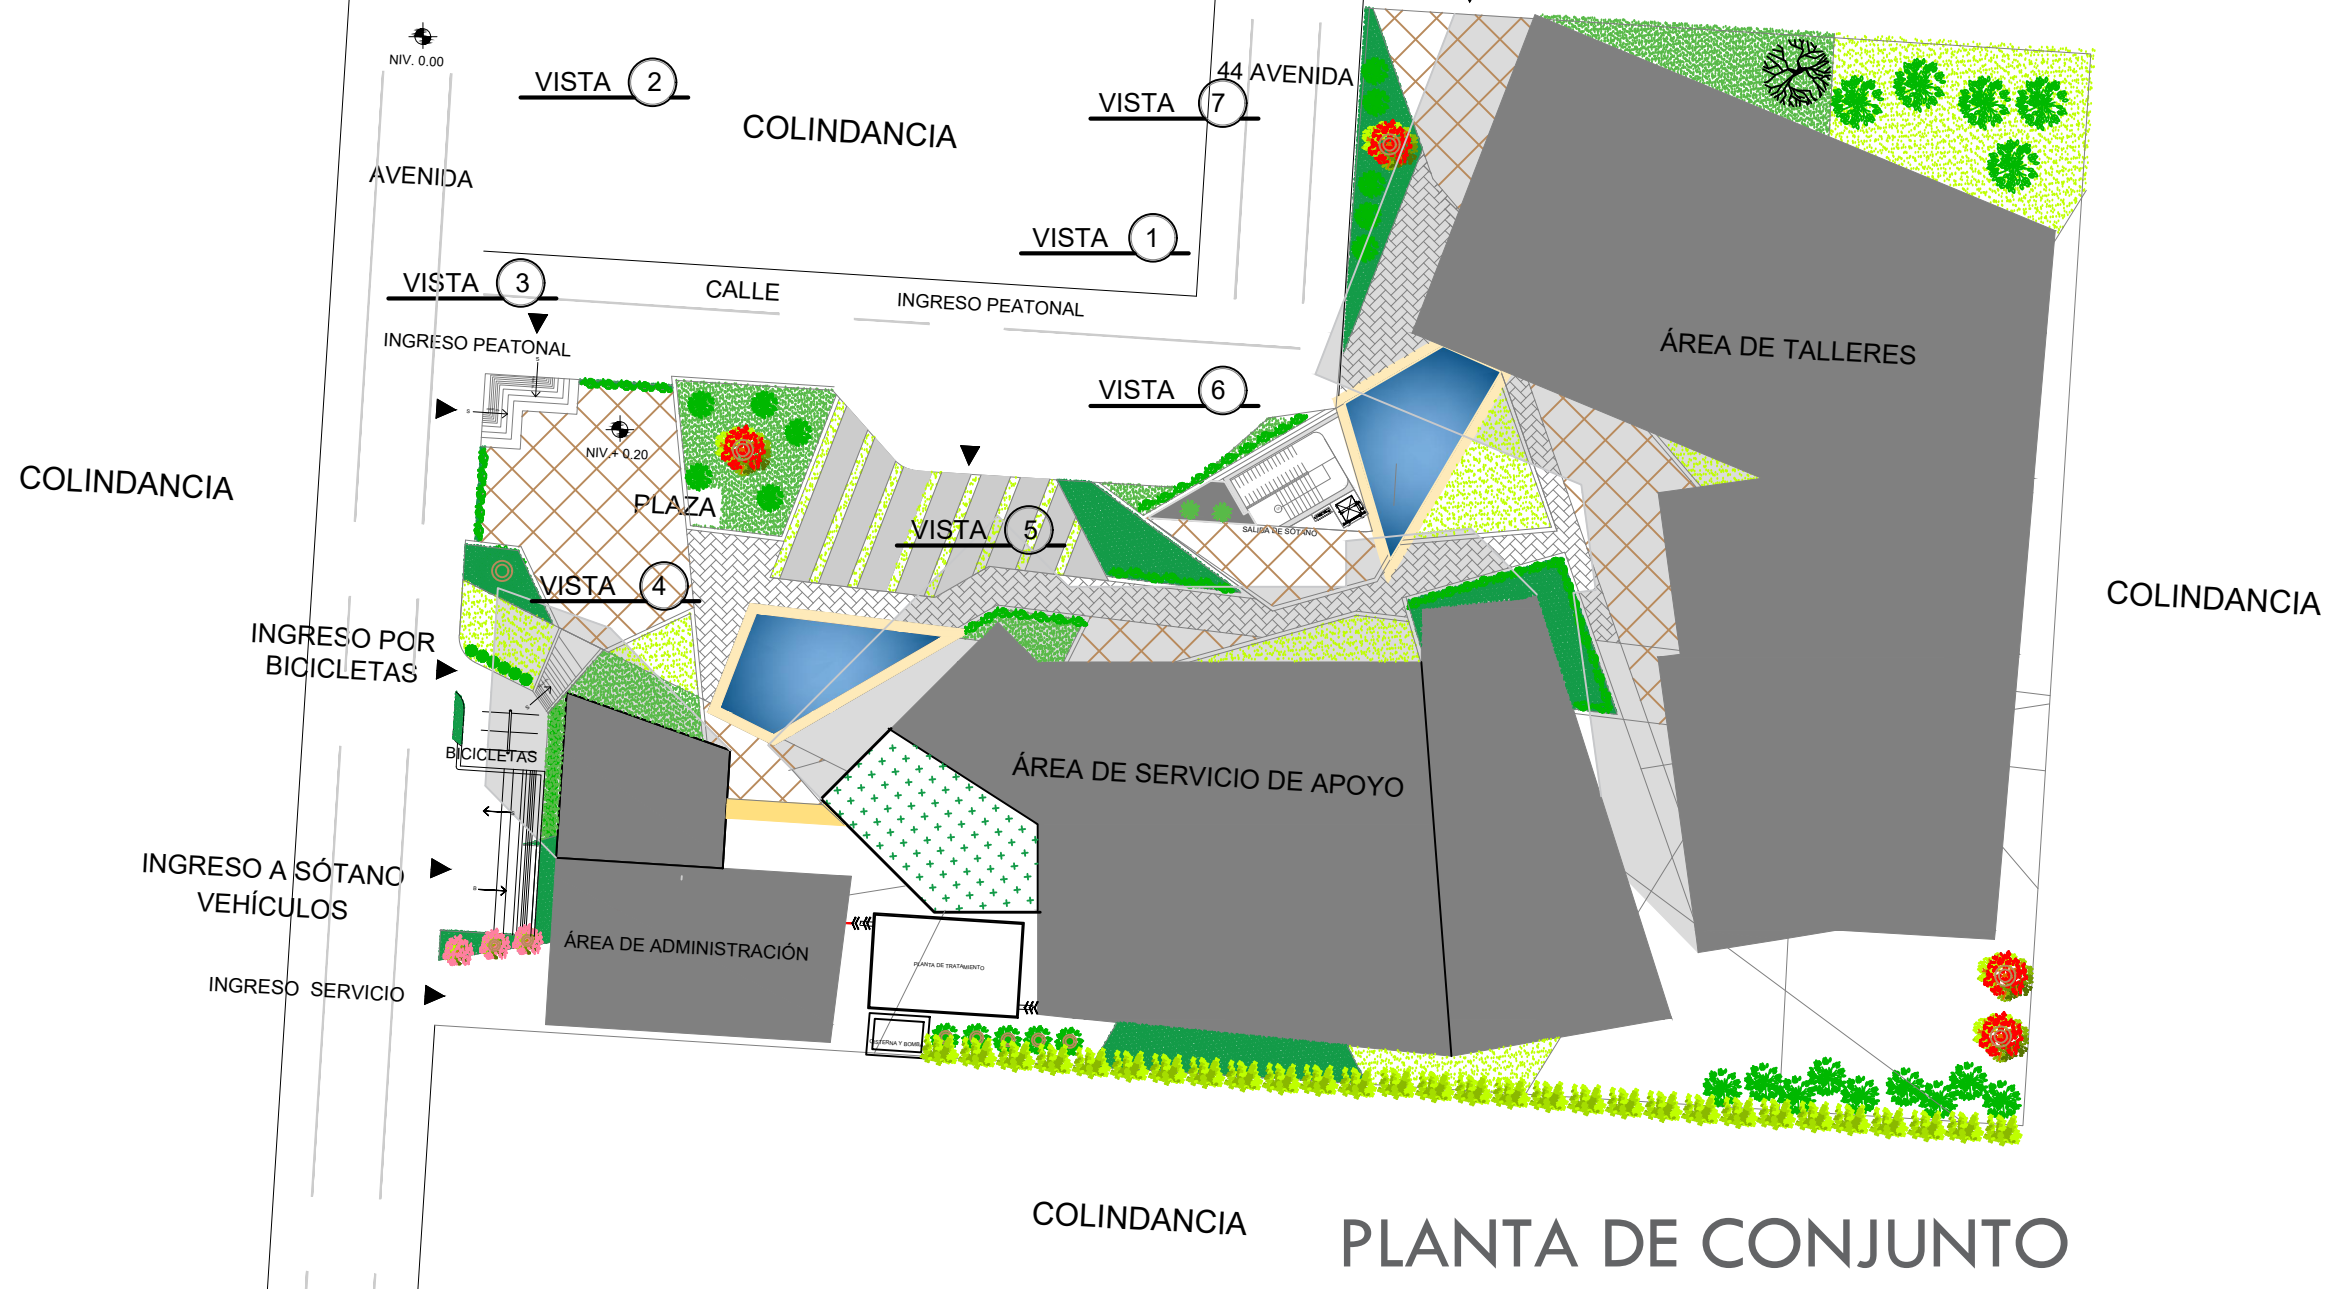 NIV. 0.00
VISTA 2
44 AVENIDA
VISTA 7
COLINDANCIA
AVENIDA
VISTA 1
VISTA 3
CALLE
INGRESO PEATONAL
INGRESO PEATONAL
ÁREA DE TALLERES
VISTA 6
NIV.+ 0.20
COLINDANCIA
PLAZA
VISTA 5
SALIDA DE SÓTANO
VISTA 4
COLINDANCIA
INGRESO POR
BICICLETAS
BICICLETAS
ÁREA DE SERVICIO DE APOYO
INGRESO A SÓTANO
VEHÍCULOS
ÁREA DE ADMINISTRACIÓN
PLANTA DE TRATAMIENTO
INGRESO SERVICIO
CISTERNA Y BOMBA
COLINDANCIA
PLANTA DE CONJUNTO